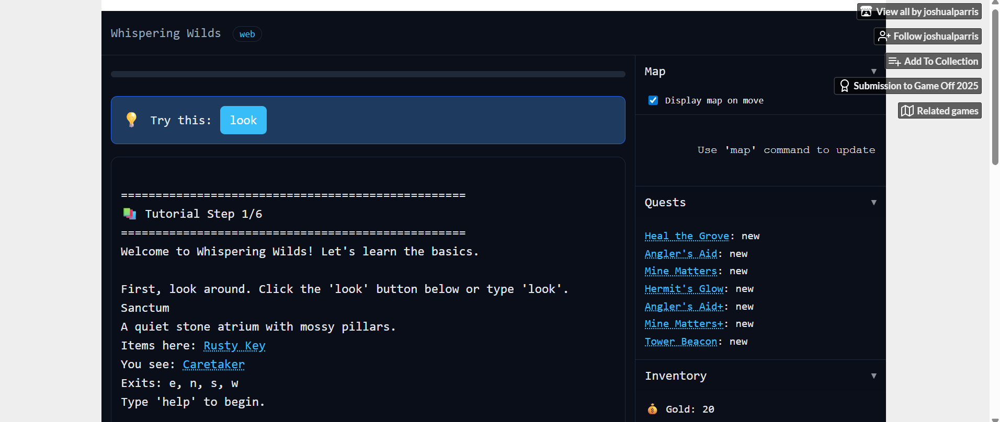 Whispering Wilds web
View all by joshualparris
Follow joshualparris
Add To Collection
Submission to Game Off 2025
Related games
Try this: look
==================================================
Tutorial Step 1/6
==================================================
Welcome to Whispering Wilds! Let's learn the basics.
First, look around. Click the 'look' button below or type 'look'.
Sanctum
A quiet stone atrium with mossy pillars.
Items here: Rusty Key
You see: Caretaker
Exits: e, n, s, w
Type 'help' to begin.
Map
Display map on move
Use 'map' command to update
Quests
Heal the Grove: new
Angler's Aid: new
Mine Matters: new
Hermit's Glow: new
Angler's Aid+: new
Mine Matters+: new
Tower Beacon: new
Inventory
Gold: 20